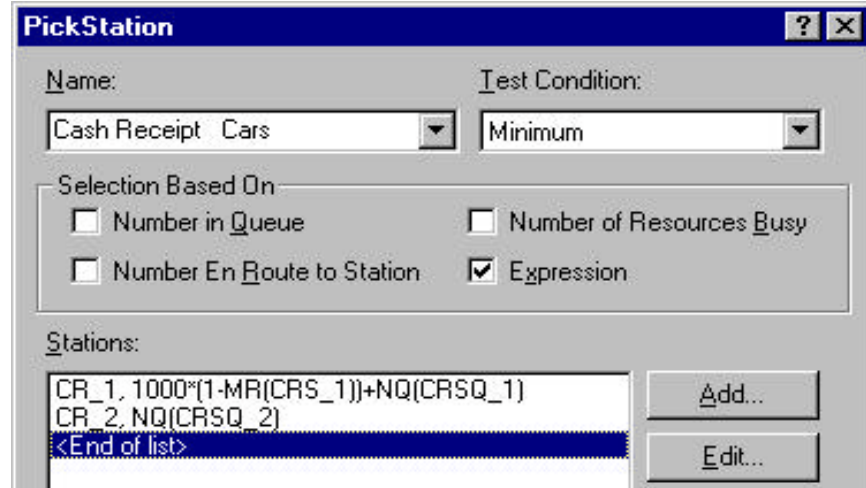 PickStation
Name:
Test Condition:
Cash Receipt Cars
Minimum
Selection Based On
Number in Queue
Number of Resources Busy
Number En Route to Station
Expression
Stations:
CR_1, 1000*(1-MR(CRS_1))+NQ(CRSQ_1)
CR_2, NQ(CRSQ_2)
<End of list>
Add...
Edit...